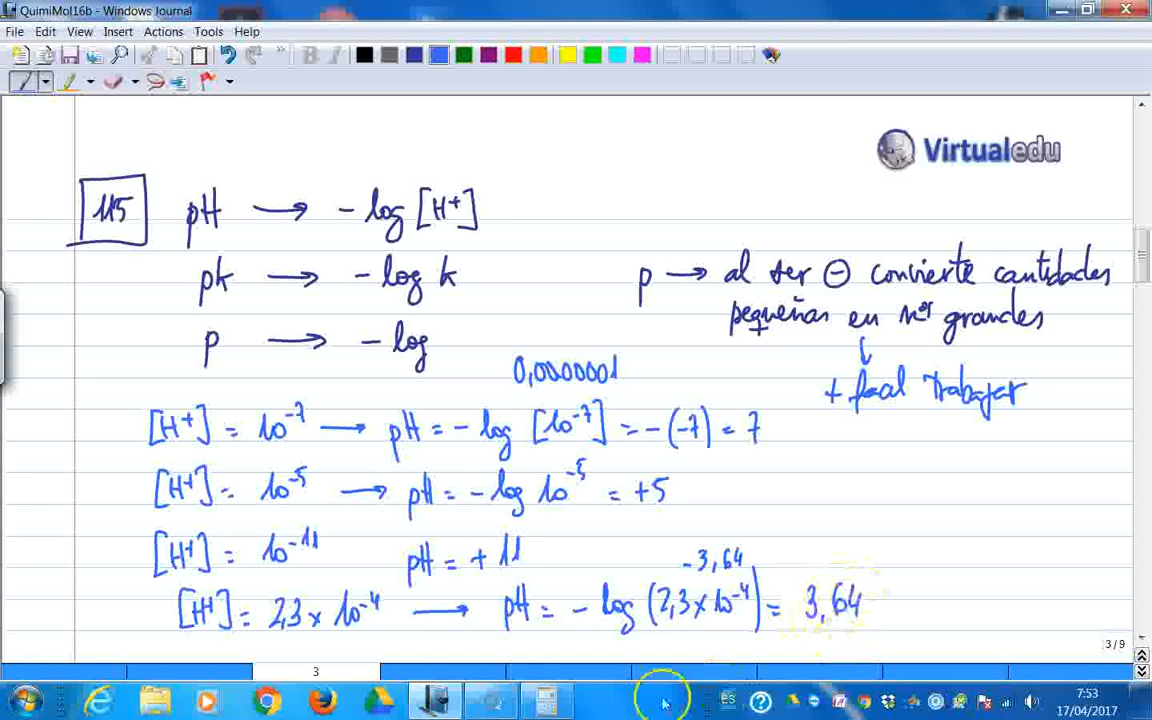 QuimiMol16b - Windows Journal
File Edit View Insert Actions Tools Help
Virtualedu
115 pH → - log [H+]
pk → - log k
p → - log
p → al ser ⊖ convierte cantidades
pequeñas en nos grandes
↓
+ facil trabajar
0,0000001
[H+] = 10⁻⁷ → pH = - log [10⁻⁷] = - (-7) = 7
[H+] = 10⁻⁵ → pH = - log 10⁻⁵ = +5
[H+] = 10⁻¹¹ pH = + 11
-3,64
[H+] = 2,3 x 10⁻⁴ → pH = - log (2,3 x 10⁻⁴) = 3,64
3/9
3
ES
7:53
17/04/2017